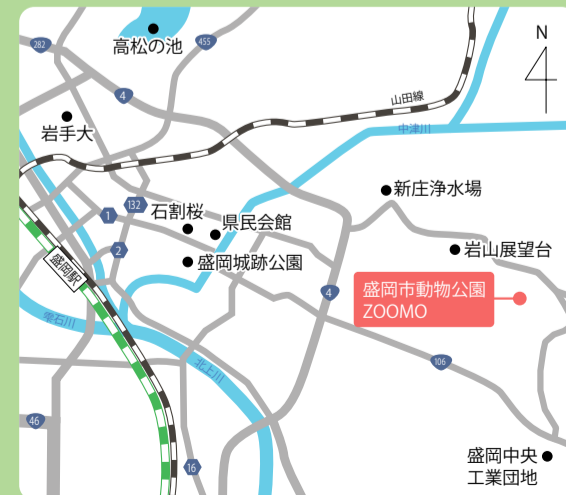 282
高松の池
455
N
4
山田線
岩手大
中津川
新庄浄水場
132
石割桜
1
県民会館
2
岩山展望台
盛岡城跡公園
盛岡駅
4
盛岡市動物公園
ZOOMO
雫石川
北上川
106
46
盛岡中央
工業団地
16